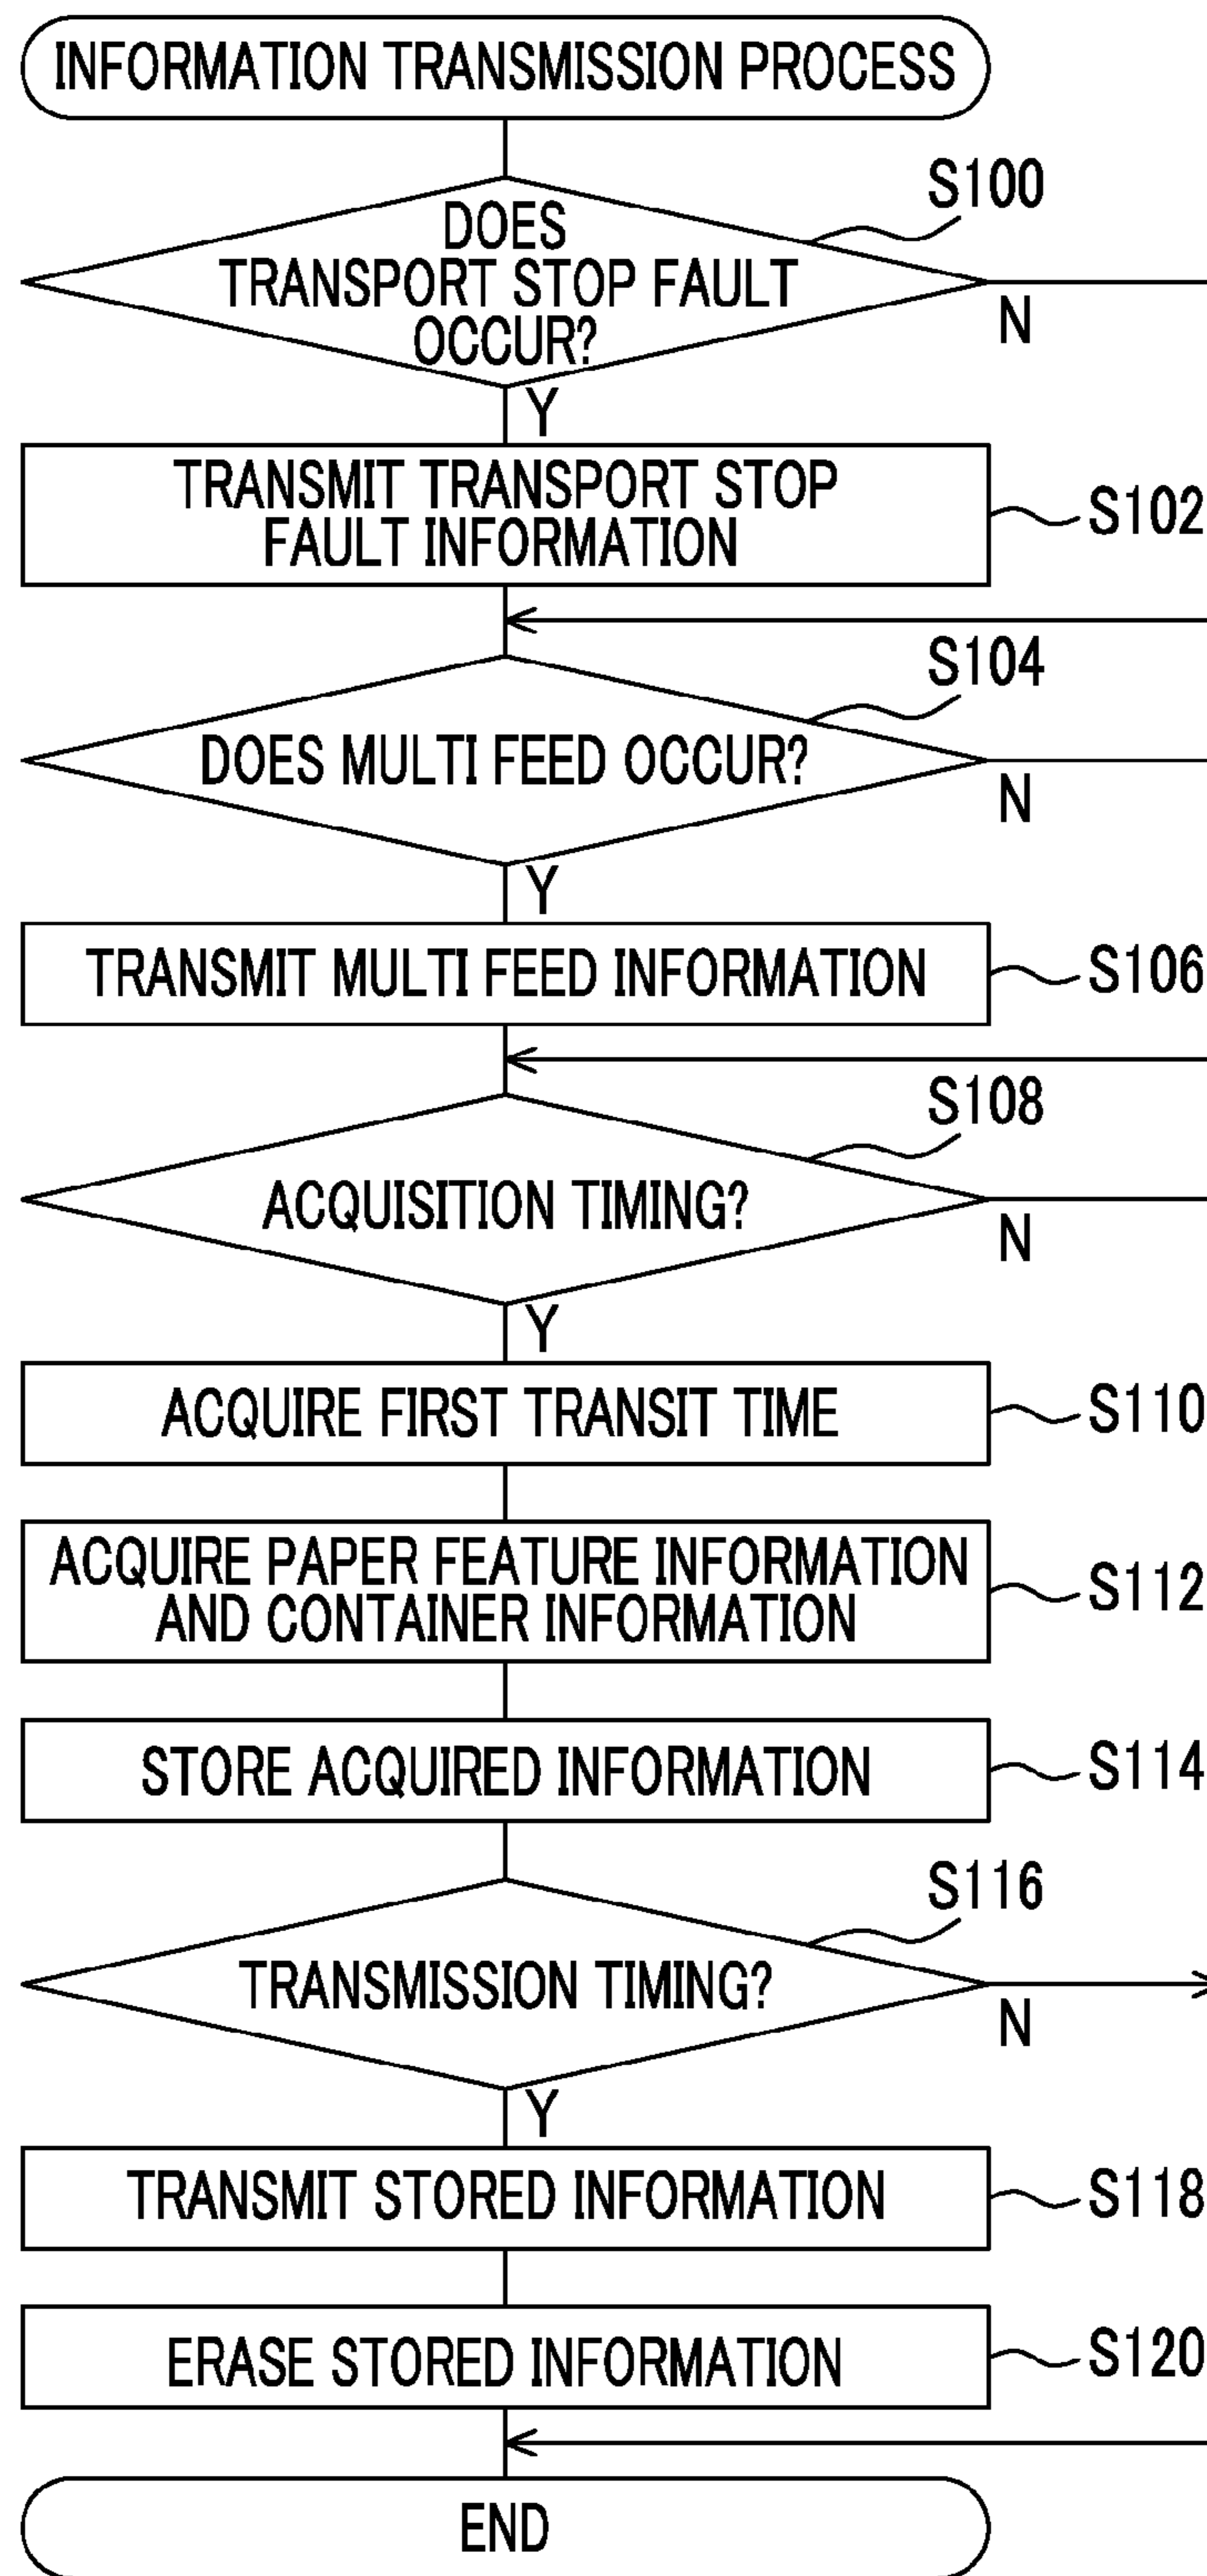 INFORMATION TRANSMISSION PROCESS
S100
DOES
TRANSPORT STOP FAULT
OCCUR?
N
Y
TRANSMIT TRANSPORT STOP
FAULT INFORMATION
S102
S104
DOES MULTI FEED OCCUR?
N
Y
TRANSMIT MULTI FEED INFORMATION
S106
S108
ACQUISITION TIMING?
N
Y
ACQUIRE FIRST TRANSIT TIME
S110
ACQUIRE PAPER FEATURE INFORMATION
AND CONTAINER INFORMATION
S112
STORE ACQUIRED INFORMATION
S114
S116
TRANSMISSION TIMING?
N
Y
TRANSMIT STORED INFORMATION
S118
ERASE STORED INFORMATION
S120
END